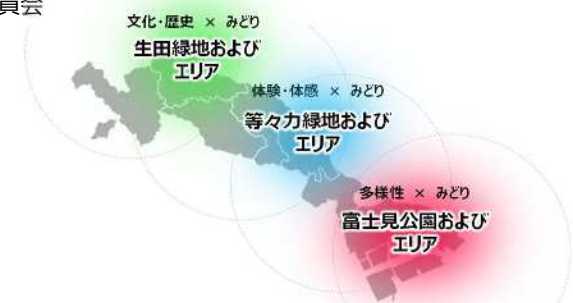 員会
文化・歴史 × みどり
生田緑地および
エリア
体験・体感 × みどり
等々力緑地および
エリア
多様性 × みどり
富士見公園および
エリア